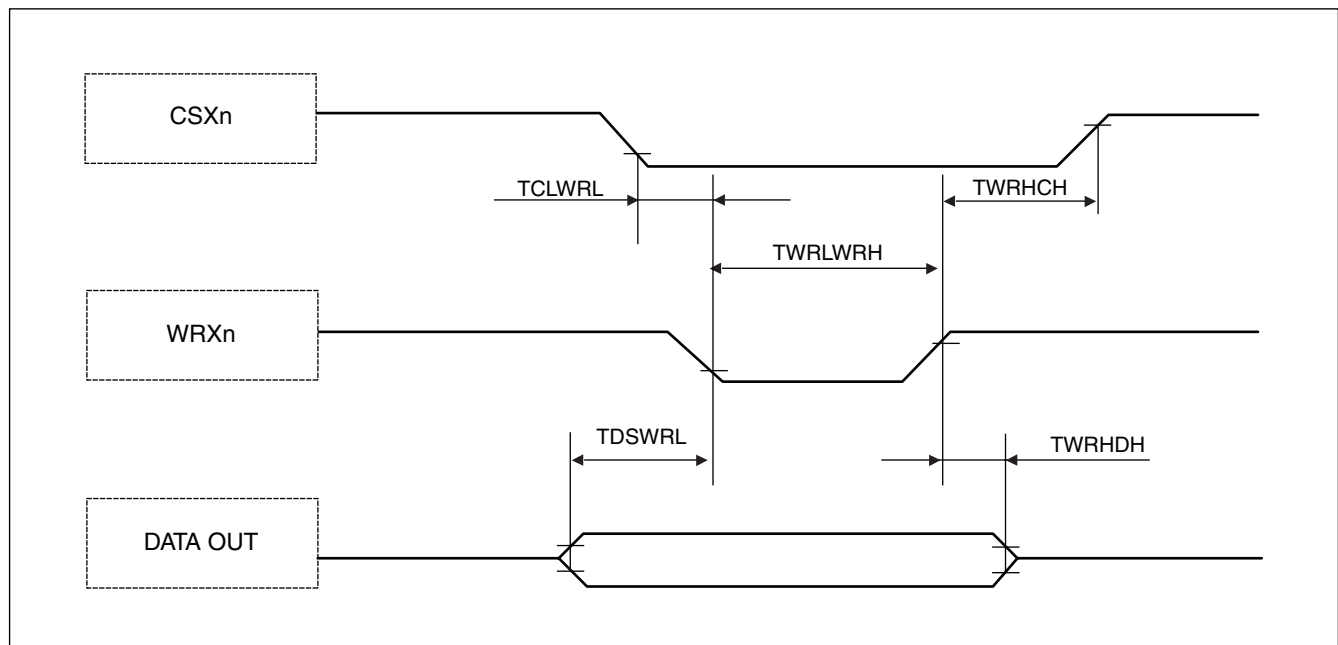 CSXn
TCLWRL
TWRHCH
TWRLWRH
WRXn
TDSWRL
TWRHDH
DATA OUT